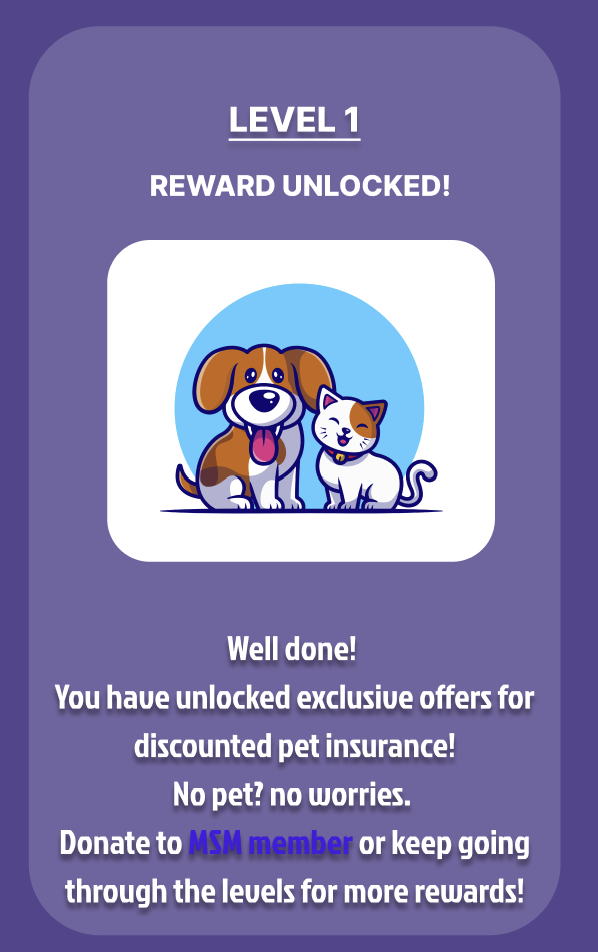 LEVEL 1
REWARD UNLOCKED!
Well done!
You have unlocked exclusive offers for
discounted pet insurance!
No pet? no worries.
Donate to MSM member or keep going
through the levels for more rewards!